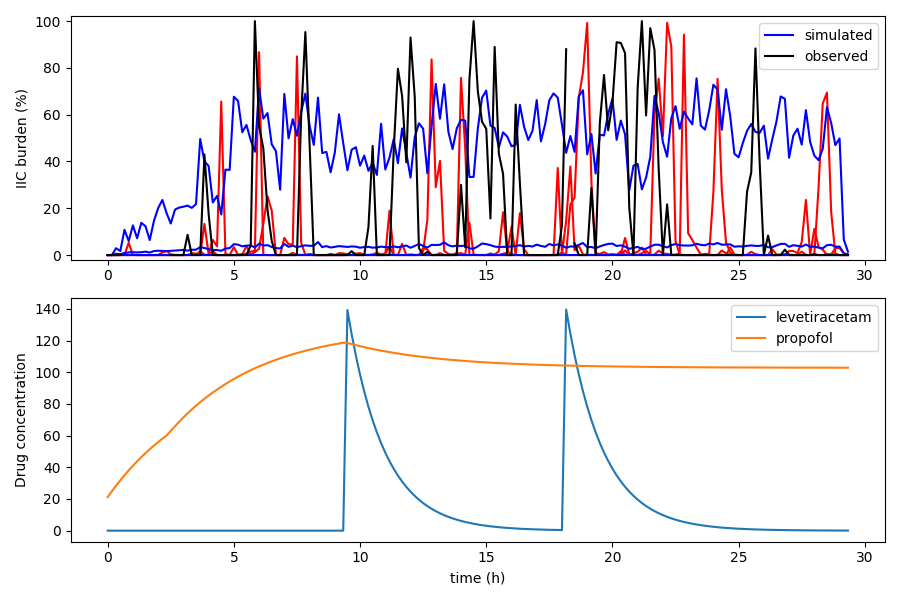 100
80
60
40
20
0
IIC burden (%)
simulated
observed
0 5 10 15 20 25 30
140
120
100
80
60
40
20
0
Drug concentration
levetiracetam
propofol
0 5 10 15 20 25 30
time (h)